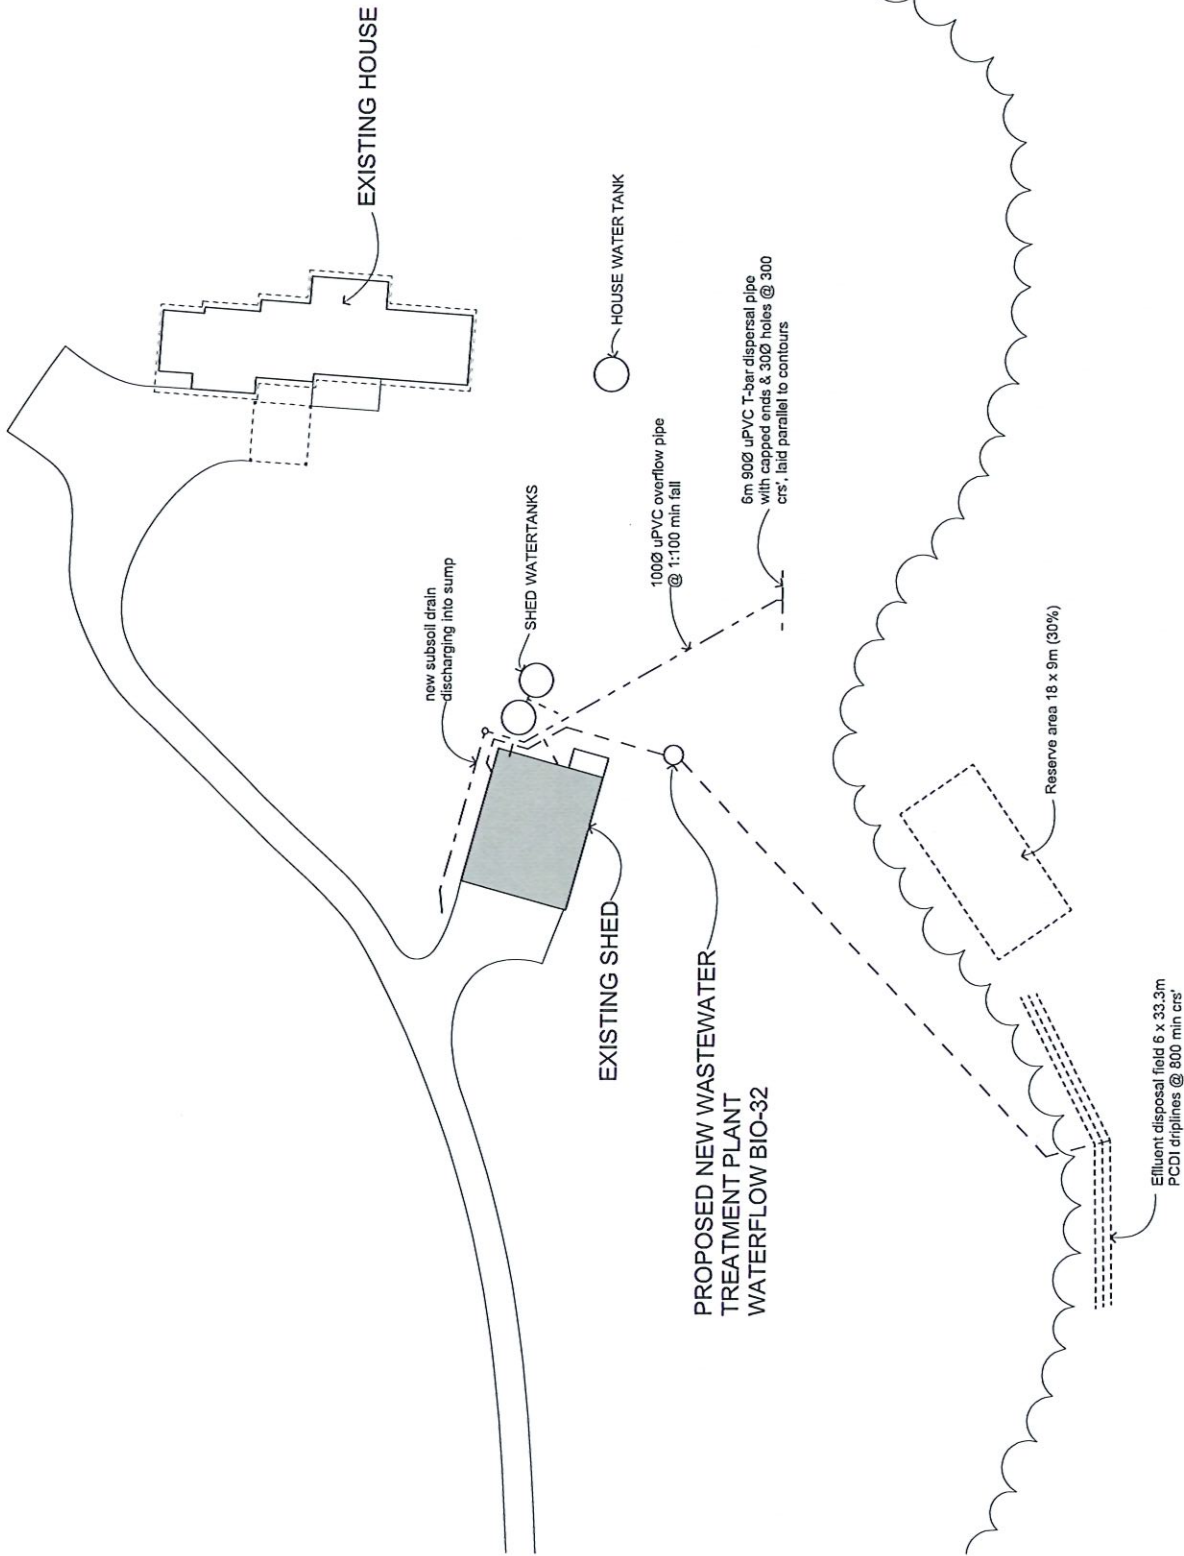 EXISTING HOUSE
HOUSE WATER TANK
new subsoil drain
discharging into sump
SHED WATERTANKS
100Ø uPVC overflow pipe
@ 1:100 min fall
6m 90Ø uPVC T-bar dispersal pipe
with capped ends & 30Ø holes @ 300
crs', laid parallel to contours
EXISTING SHED
PROPOSED NEW WASTEWATER
TREATMENT PLANT
WATERFLOW BIO-32
Reserve area 18 x 9m (30%)
Effluent disposal field 6 x 33.3m
PCDI driplines @ 800 min crs'